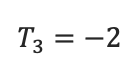 T₃ = −2